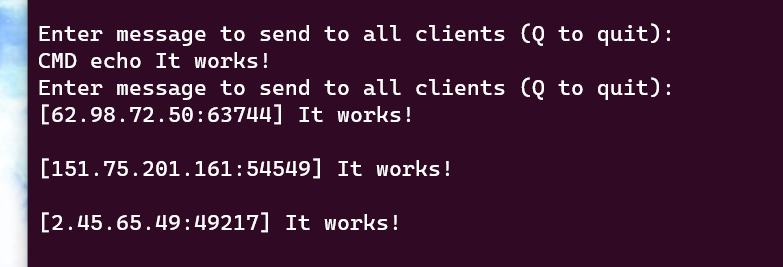 Enter message to send to all clients (Q to quit):
CMD echo It works!
Enter message to send to all clients (Q to quit):
[62.98.72.50:63744] It works!
[151.75.201.161:54549] It works!
[2.45.65.49:49217] It works!